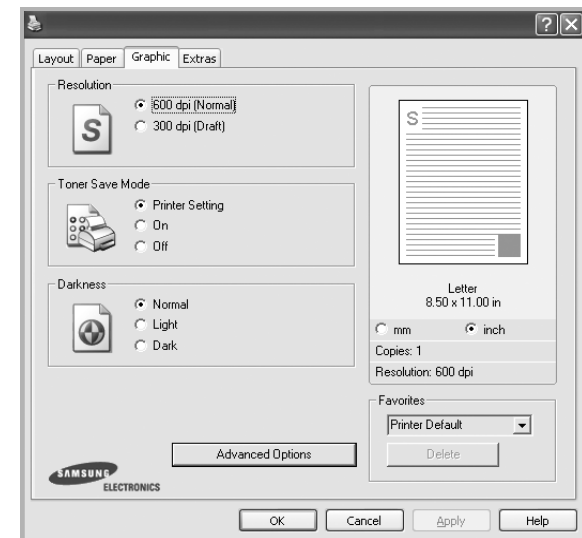 ?
X
Layout
Paper
Graphic
Extras
Resolution
S
600 dpi (Normal)
300 dpi (Draft)
Toner Save Mode
Printer Setting
On
Off
Darkness
Normal
Light
Dark
Advanced Options
SAMSUNG
ELECTRONICS
S
Letter
8.50 x 11.00 in
mm
inch
Copies: 1
Resolution: 600 dpi
Favorites
Printer Default
Delete
OK
Cancel
Apply
Help